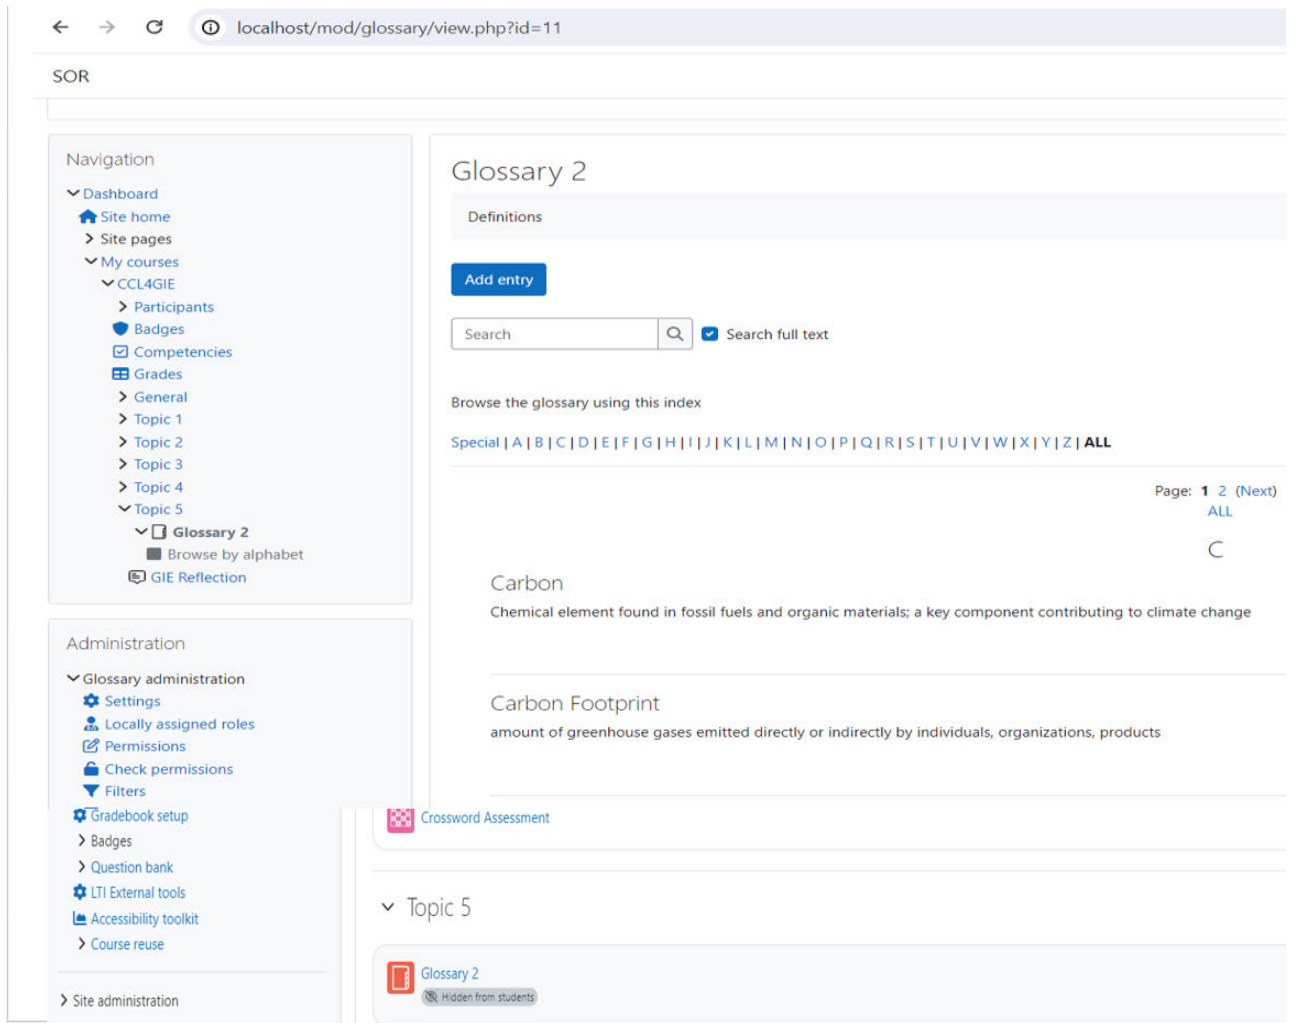 localhost/mod/glossary/view.php?id=11
SOR
Navigation
Dashboard
Site home
Site pages
My courses
CCL4GIE
Participants
Badges
Competencies
Grades
General
Topic 1
Topic 2
Topic 3
Topic 4
Topic 5
Glossary 2
Browse by alphabet
GIE Reflection
Administration
Glossary administration
Settings
Locally assigned roles
Permissions
Check permissions
Filters
Gradebook setup
Badges
Question bank
LTI External tools
Accessibility toolkit
Course reuse
Site administration
Glossary 2
Definitions
Add entry
Search
Search full text
Browse the glossary using this index
Special | A | B | C | D | E | F | G | H | I | J | K | L | M | N | O | P | Q | R | S | T | U | V | W | X | Y | Z | ALL
Page: 1 2 (Next)
ALL
C
Carbon
Chemical element found in fossil fuels and organic materials; a key component contributing to climate change
Carbon Footprint
amount of greenhouse gases emitted directly or indirectly by individuals, organizations, products
Crossword Assessment
Topic 5
Glossary 2
Hidden from students